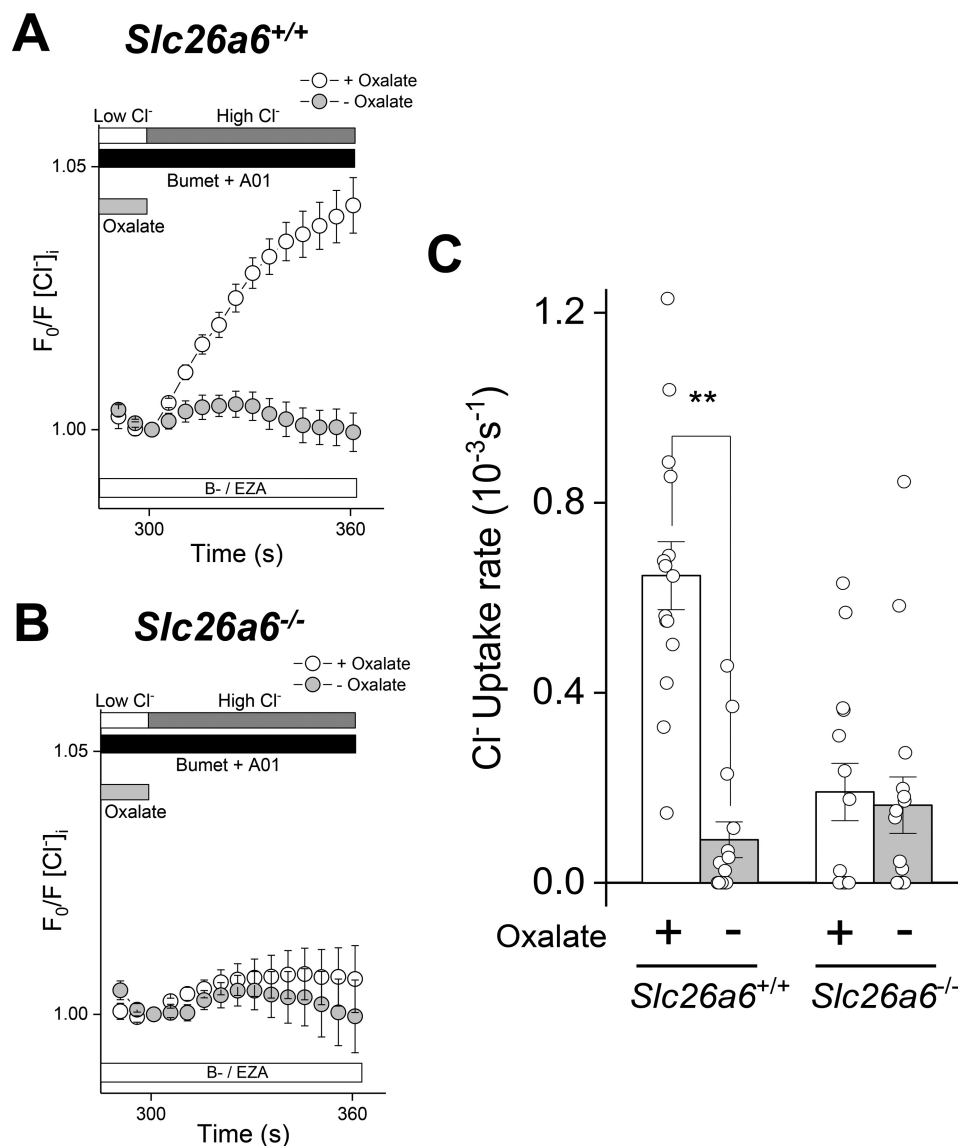 A
Slc26a6+/+
+ Oxalate
- Oxalate
Low Cl-
High Cl-
Bumet + A01
Oxalate
1.05
1.00
F0/F [Cl-]i
B- / EZA
300
360
Time (s)
B
Slc26a6-/-
+ Oxalate
- Oxalate
Low Cl-
High Cl-
Bumet + A01
Oxalate
1.05
1.00
F0/F [Cl-]i
B- / EZA
300
360
Time (s)
C
Cl- Uptake rate (10-3s-1)
1.2
0.8
0.4
0.0
**
Oxalate + - + -
Slc26a6+/+ Slc26a6-/-